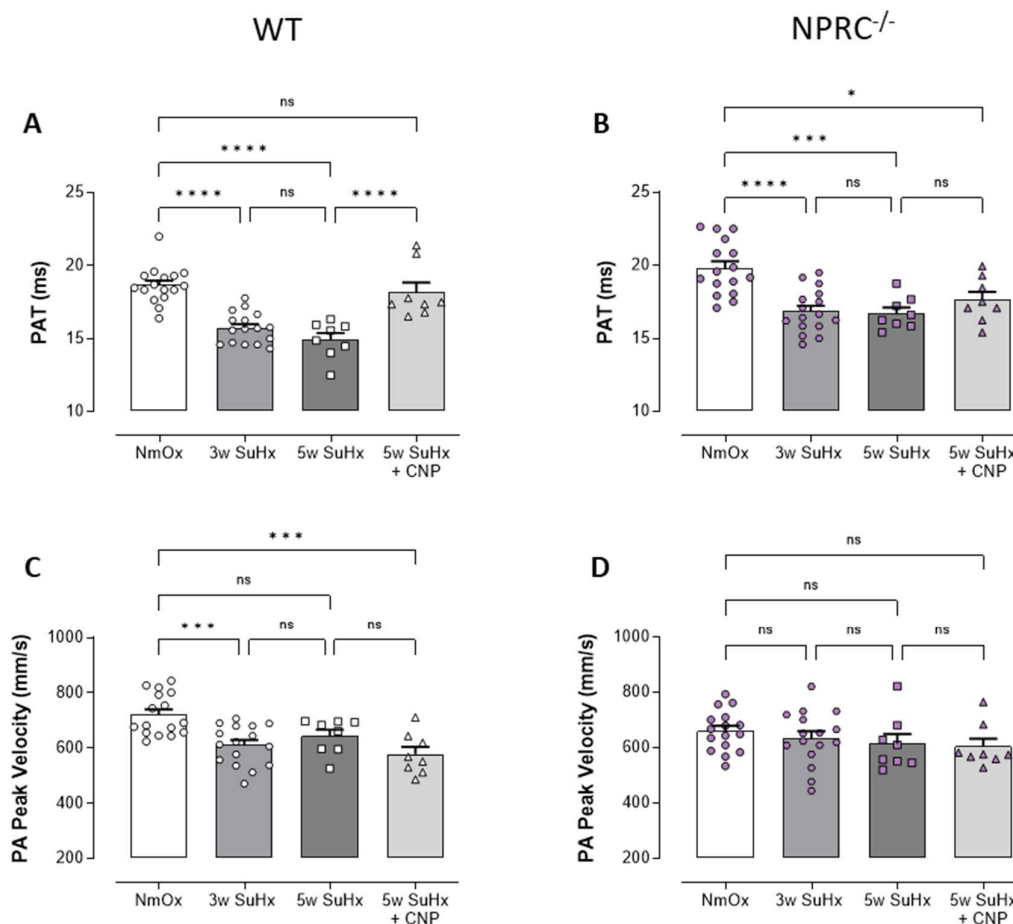 WT
NPRC-/-
A
ns
* * * *
* * * *
ns
* * * *
PAT (ms)
25
20
15
10
NmOx
3w SuHx
5w SuHx
5w SuHx
+ CNP
B
*
* * *
* * * *
ns
ns
PAT (ms)
25
20
15
10
NmOx
3w SuHx
5w SuHx
5w SuHx
+ CNP
C
* * *
ns
* * *
ns
ns
PA Peak Velocity (mm/s)
1000
800
600
400
200
NmOx
3w SuHx
5w SuHx
5w SuHx
+ CNP
D
ns
ns
ns
ns
ns
PA Peak Velocity (mm/s)
1000
800
600
400
200
NmOx
3w SuHx
5w SuHx
5w SuHx
+ CNP